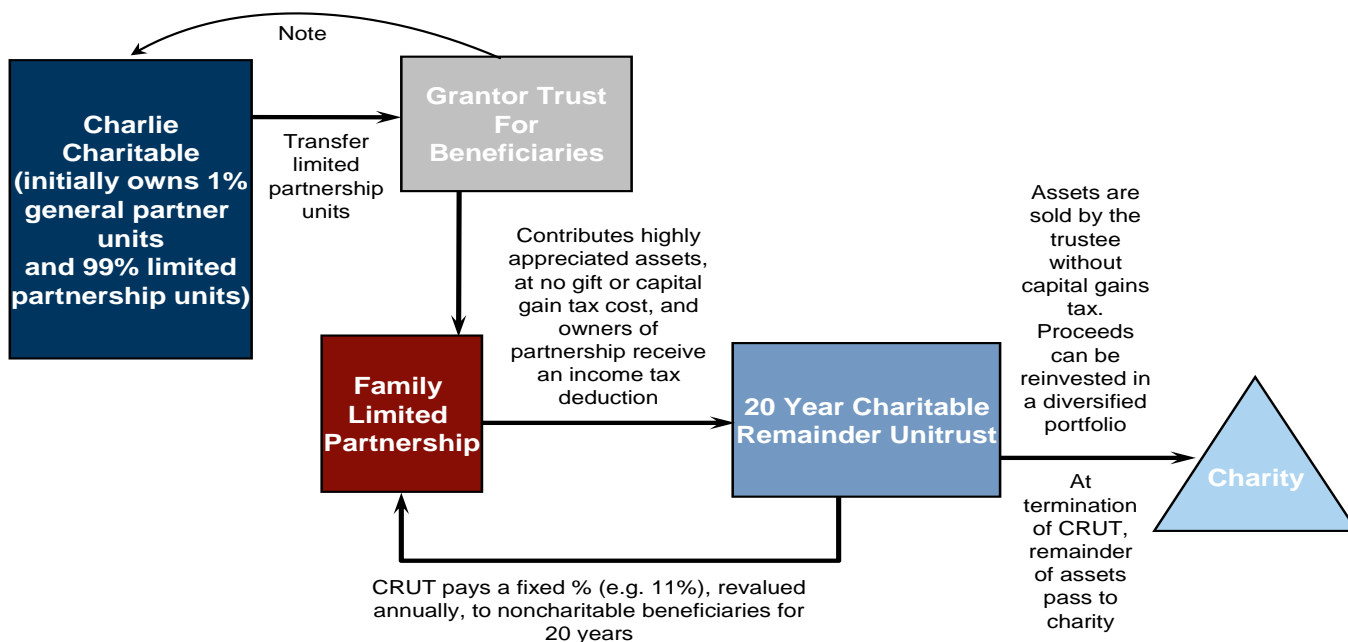 Note
Charlie
Charitable
(initially owns 1%
general partner
units
and 99% limited
partnership units)
Transfer
limited
partnership
units
Grantor Trust
For
Beneficiaries
Contributes highly
appreciated assets,
at no gift or capital
gain tax cost, and
owners of
partnership receive
an income tax
deduction
Family
Limited
Partnership
20 Year Charitable
Remainder Unitrust
Assets are
sold by the
trustee
without
capital gains
tax.
Proceeds
can be
reinvested in
a diversified
portfolio
Charity
At
termination
of CRUT,
remainder
of assets
pass to
charity
CRUT pays a fixed % (e.g. 11%), revalued
annually, to noncharitable beneficiaries for
20 years